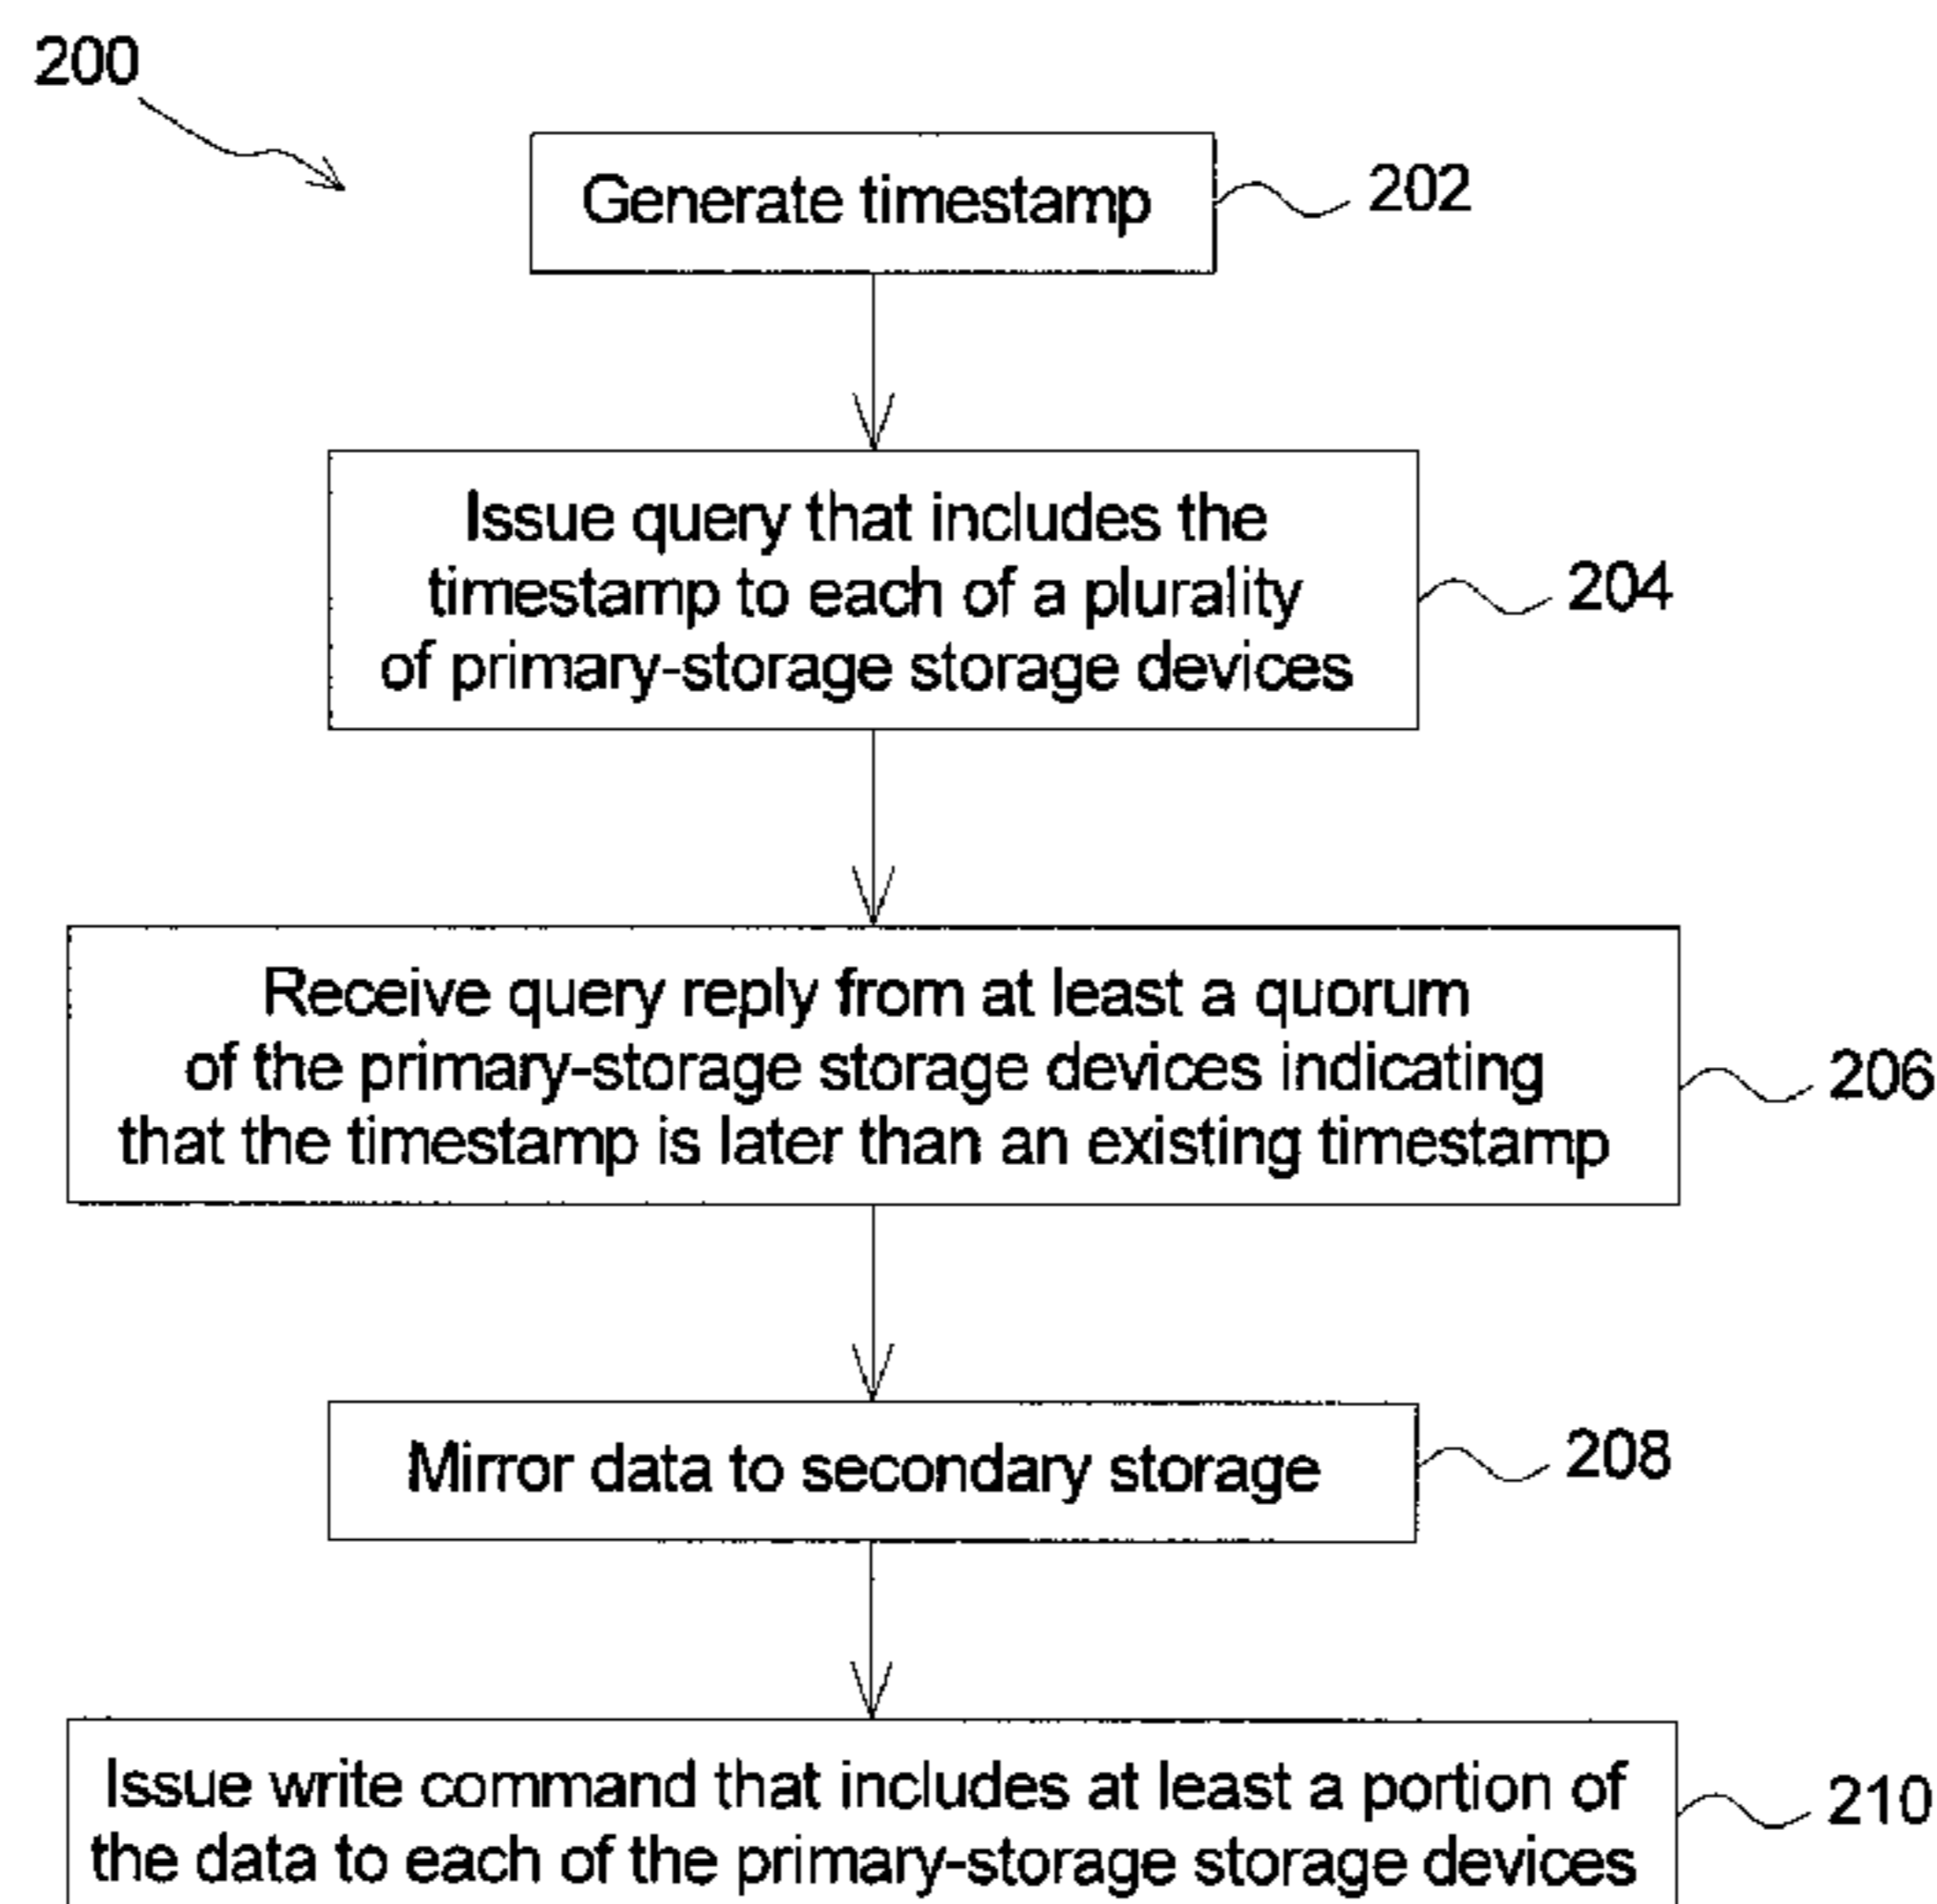 200
Generate timestamp
202
Issue query that includes the
timestamp to each of a plurality
of primary-storage storage devices
204
Receive query reply from at least a quorum
of the primary-storage storage devices indicating
that the timestamp is later than an existing timestamp
206
Mirror data to secondary storage
208
Issue write command that includes at least a portion of
the data to each of the primary-storage storage devices
210